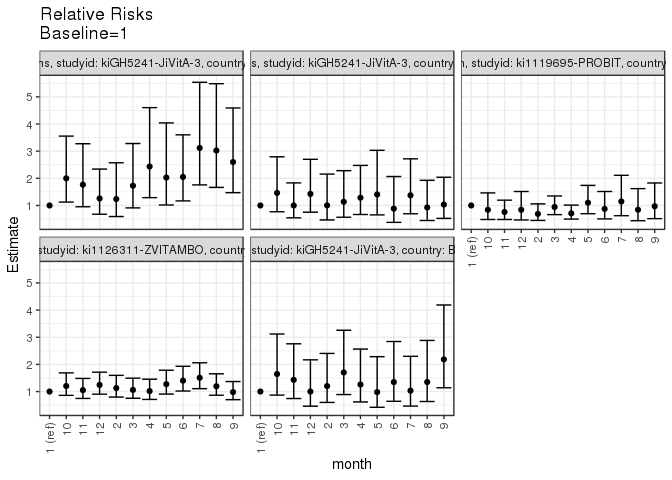 Relative Risks
Baseline=1
ns, studyid: kiGH5241-JiVitA-3, country
s, studyid: kiGH5241-JiVitA-3, country:
n, studyid: ki1119695-PROBIT, country
5
4
3
2
1
studyid: ki1126311-ZVITAMBO, country
studyid: kiGH5241-JiVitA-3, country: B
5
4
3
2
1
Estimate
1 (ref) 10 11 12 2 3 4 5 6 7 8 9
1 (ref) 10 11 12 2 3 4 5 6 7 8 9
1 (ref) 10 11 12 2 3 4 5 6 7 8 9
month